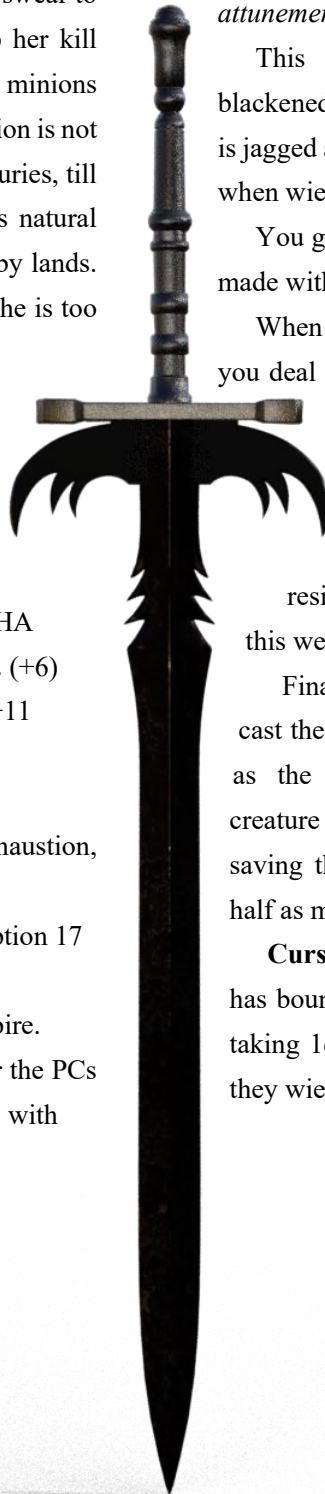 swear to
her kill
minions
ion is not
uries, till
s natural
by lands.
he is too
HA
(+6)
+11
haustion,
ption 17
pire.
r the PCs
with
attunemen
This
blackened
is jagged a
when wie
You g
made with
When
you deal
resi
this we
Fina
cast the
as the
creature
saving th
half as m
Curs
has boun
taking 1
they wie